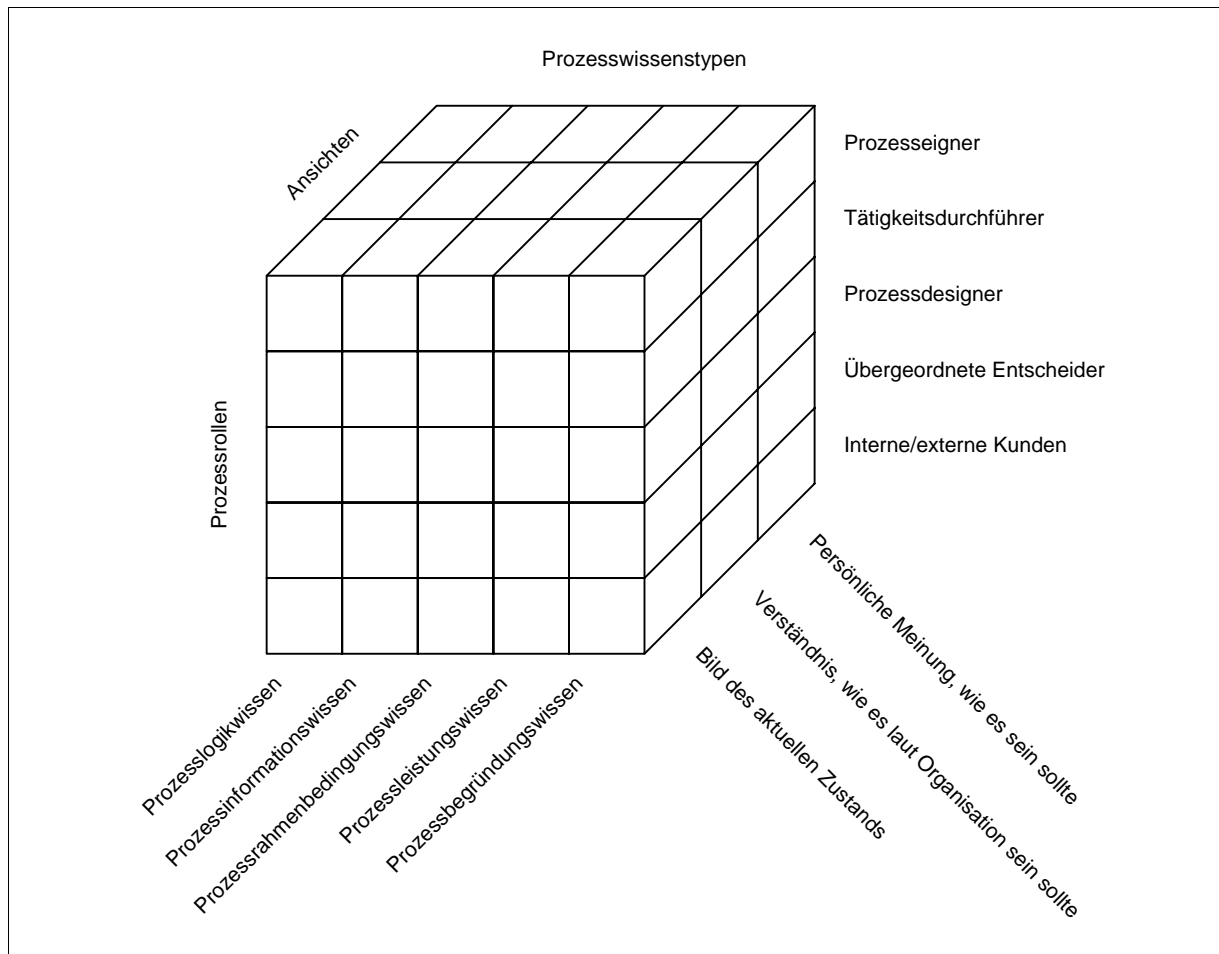 Prozesswissenstypen
Ansichten
Prozesseigner
Tätigkeitsdurchführer
Prozessdesigner
Übergeordnete Entscheider
Interne/externe Kunden
Prozessrollen
Prozesslogikwissen
Prozessinformationswissen
Prozessrahmenbedingungswissen
Prozessleistungswissen
Prozessbegründungswissen
Bild des aktuellen Zustands
Verständnis, wie es laut Organisation sein sollte
Persönliche Meinung, wie es sein sollte